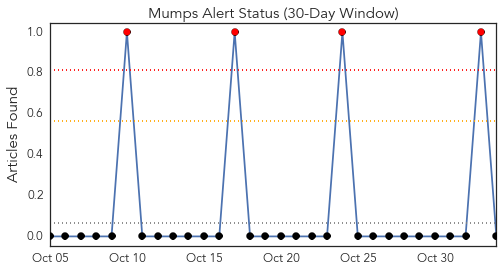 Mumps Alert Status (30-Day Window)
Articles Found
1.0
0.8
0.6
0.4
0.2
0.0
Oct 05
Oct 10
Oct 15
Oct 20
Oct 25
Oct 30